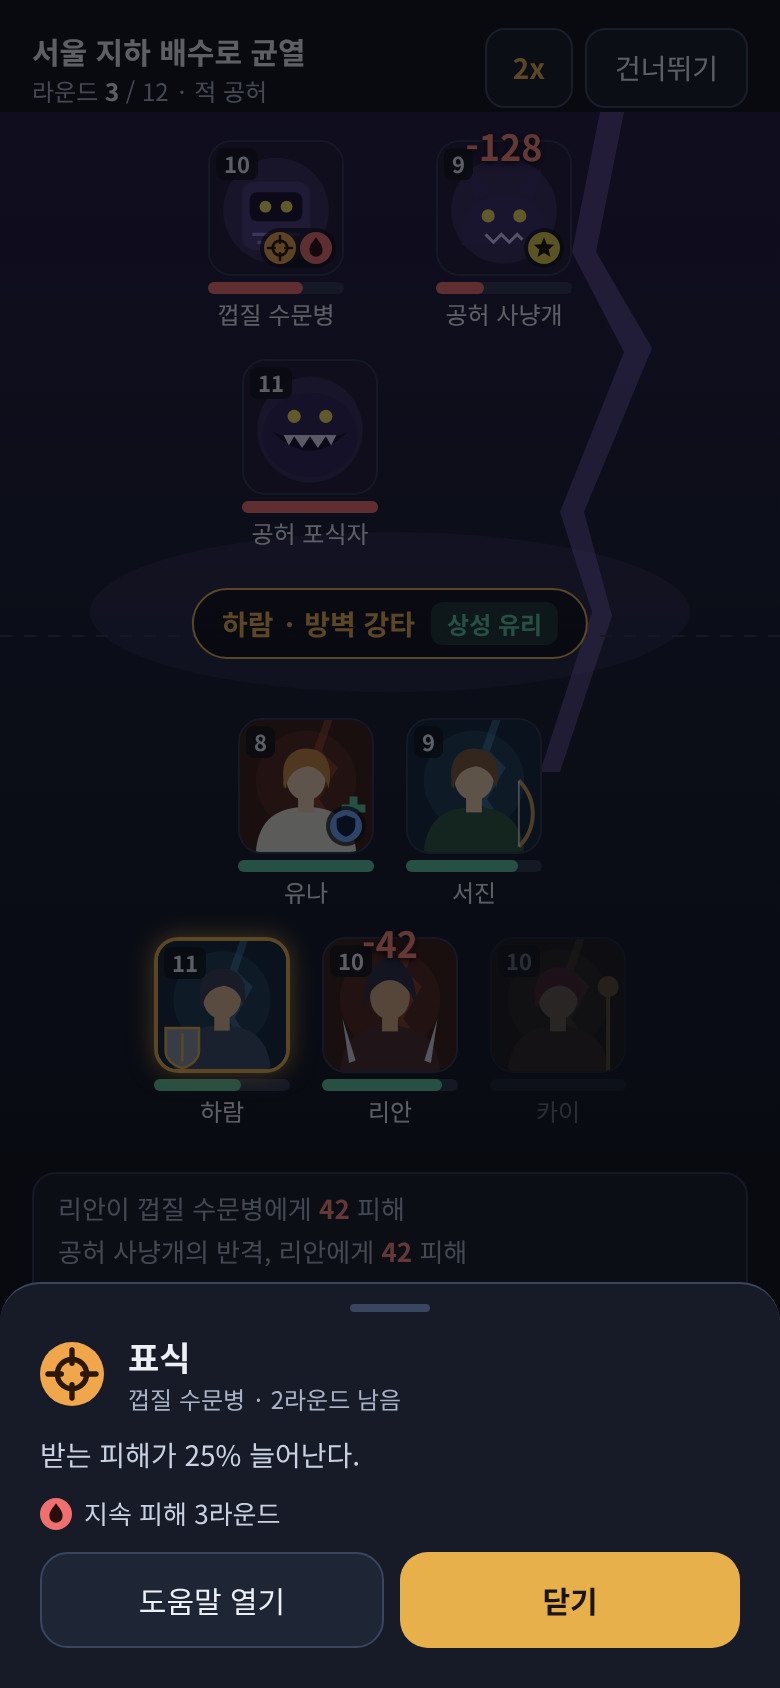 서울 지하 배수로 균열
라운드 3 / 12 · 적 공허
2x
건너뛰기
10
9
-128
껍질 수문병
공허 사냥개
11
공허 포식자
하람 · 방벽 강타
상성 유리
8
9
유나
서진
11
10
-42
10
하람
리안
카이
리안이 껍질 수문병에게 42 피해
공허 사냥개의 반격, 리안에게 42 피해
표식
껍질 수문병 · 2라운드 남음
받는 피해가 25% 늘어난다.
지속 피해 3라운드
도움말 열기
닫기